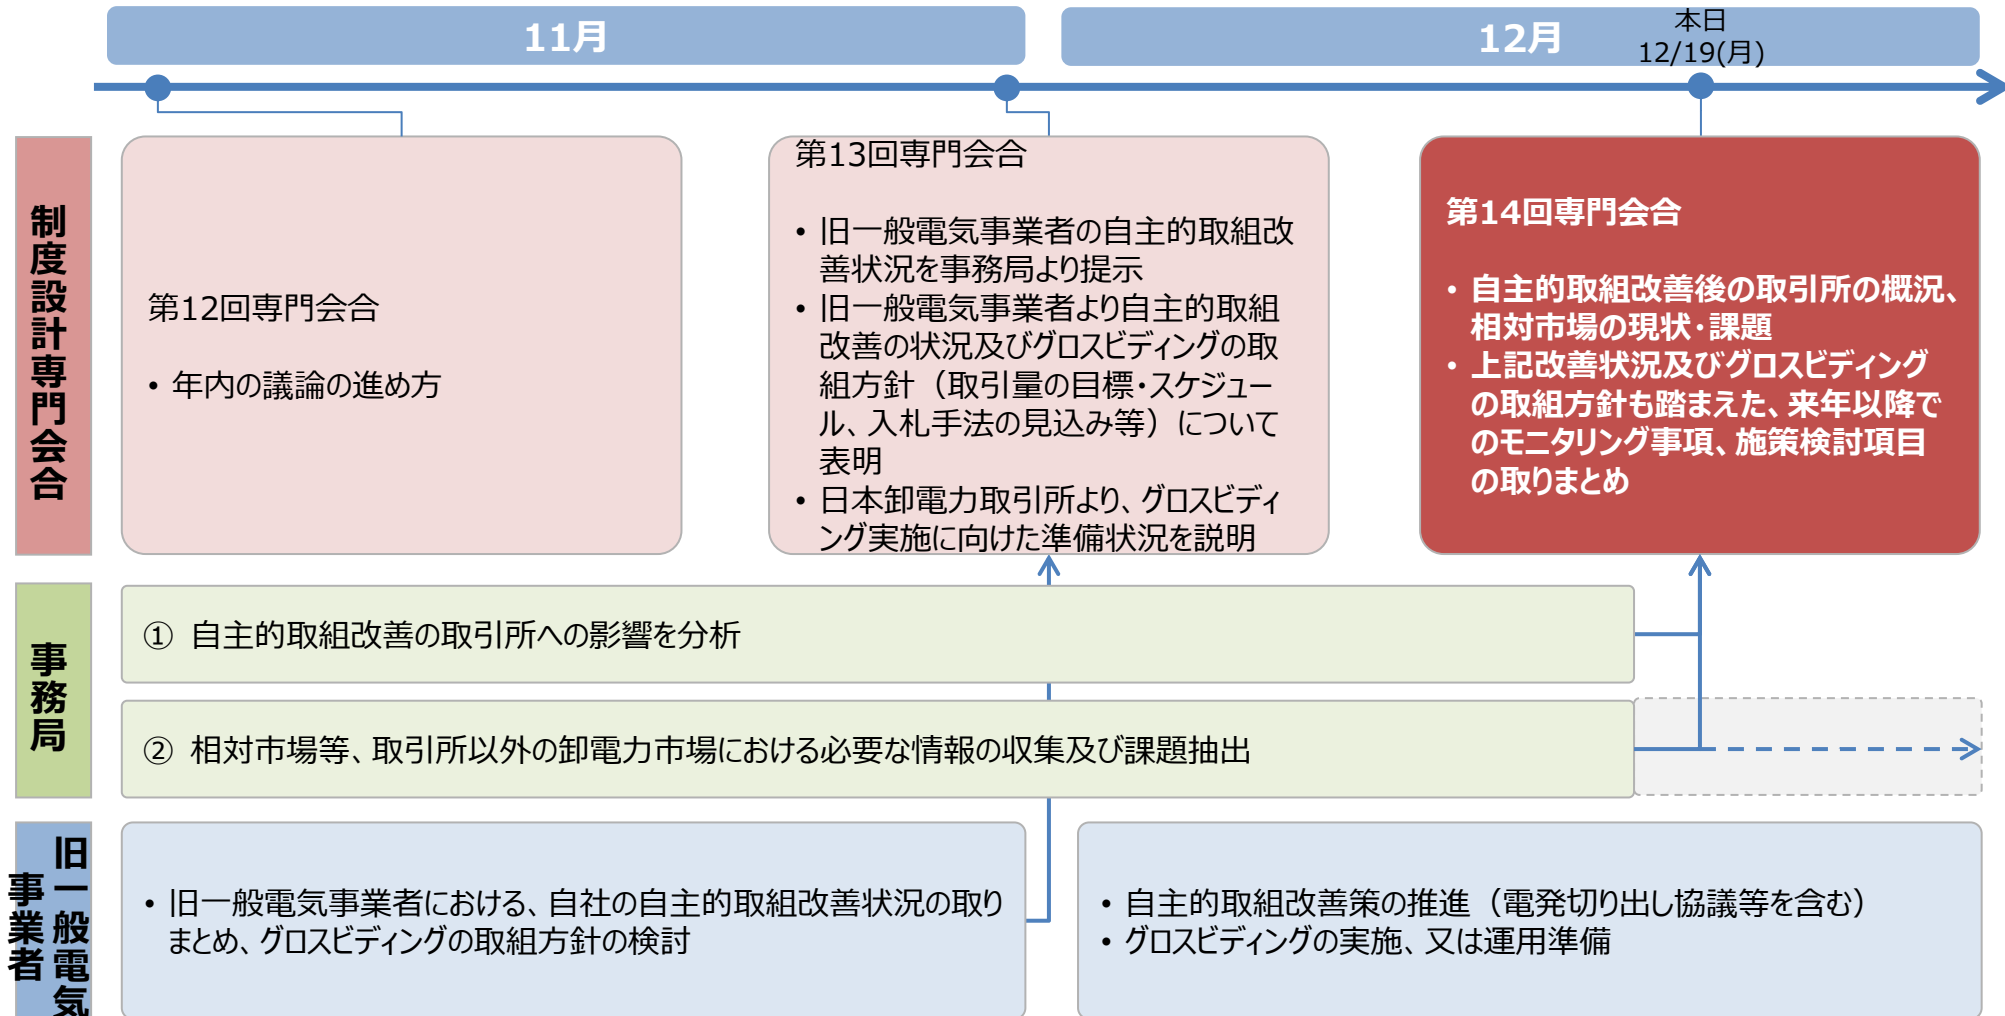 11月
12月
本日
12/19(月)
制度設計専門会合
第12回専門会合
• 年内の議論の進め方
第13回専門会合
• 旧一般電気事業者の自主的取組改
善状況を事務局より提示
• 旧一般電気事業者より自主的取組
改善の状況及びグロスビディングの取
組方針（取引量の目標・スケジュー
ル、入札手法の見込み等）について
表明
• 日本卸電力取引所より、グロスビディ
ング実施に向けた準備状況を説明
第14回専門会合
• 自主的取組改善後の取引所の概況、
相対市場の現状・課題
• 上記改善状況及びグロスビディング
の取組方針も踏まえた、来年以降で
のモニタリング事項、施策検討項目
の取りまとめ
事務局
① 自主的取組改善の取引所への影響を分析
② 相対市場等、取引所以外の卸電力市場における必要な情報の収集及び課題抽出
旧一般電気
事業者
• 旧一般電気事業者における、自社の自主的取組改善状況の取り
まとめ、グロスビディングの取組方針の検討
• 自主的取組改善策の推進（電発切り出し協議等を含む）
• グロスビディングの実施、又は運用準備